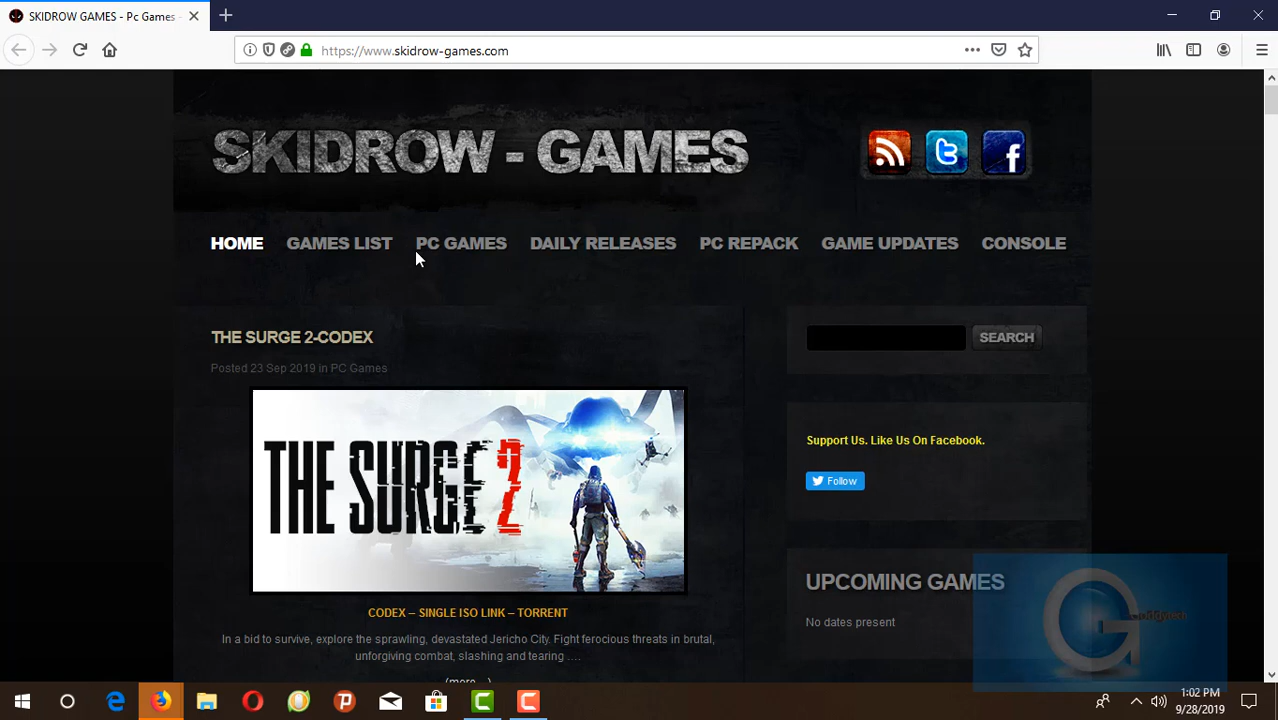 SKIDROW GAMES - Pc Games -
https://www.skidrow-games.com
SKIDROW - GAMES
HOME GAMES LIST PC GAMES DAILY RELEASES PC REPACK GAME UPDATES CONSOLE
THE SURGE 2-CODEX
Posted 23 Sep 2019 in PC Games
THE SURGE 2
CODEX – SINGLE ISO LINK – TORRENT
In a bid to survive, explore the sprawling, devastated Jericho City. Fight ferocious threats in brutal,
unforgiving combat, slashing and tearing ….
(more…)
SEARCH
Support Us. Like Us On Facebook.
Follow
UPCOMING GAMES
No dates present
1:02 PM
9/28/2019